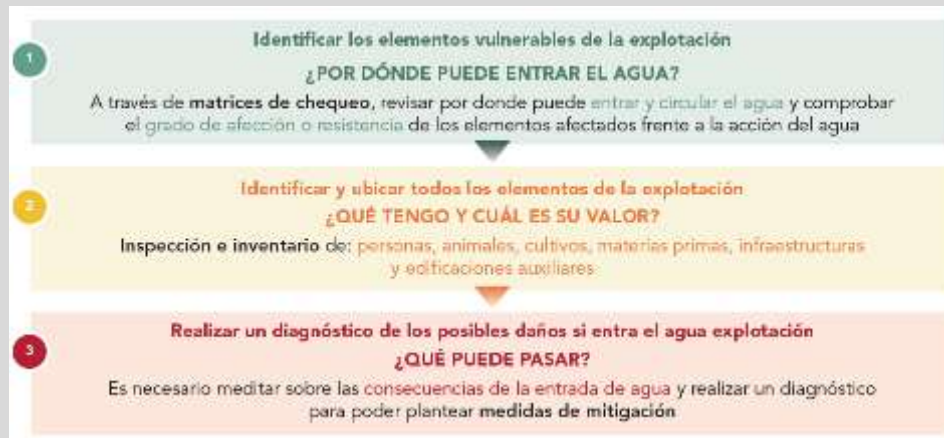 1
Identificar los elementos vulnerables de la explotación
¿POR DÓNDE PUEDE ENTRAR EL AGUA?
A través de matrices de chequeo, revisar por donde puede entrar y circular el agua y comprobar
el grado de afección o resistencia de los elementos afectados frente a la acción del agua
2
Identificar y ubicar todos los elementos de la explotación
¿QUÉ TENGO Y CUÁL ES SU VALOR?
Inspección e inventario de: personas, animales, cultivos, materias primas, infraestructuras
y edificaciones auxiliares
3
Realizar un diagnóstico de los posibles daños si entra el agua explotación
¿QUÉ PUEDE PASAR?
Es necesario meditar sobre las consecuencias de la entrada de agua y realizar un diagnóstico
para poder plantear medidas de mitigación